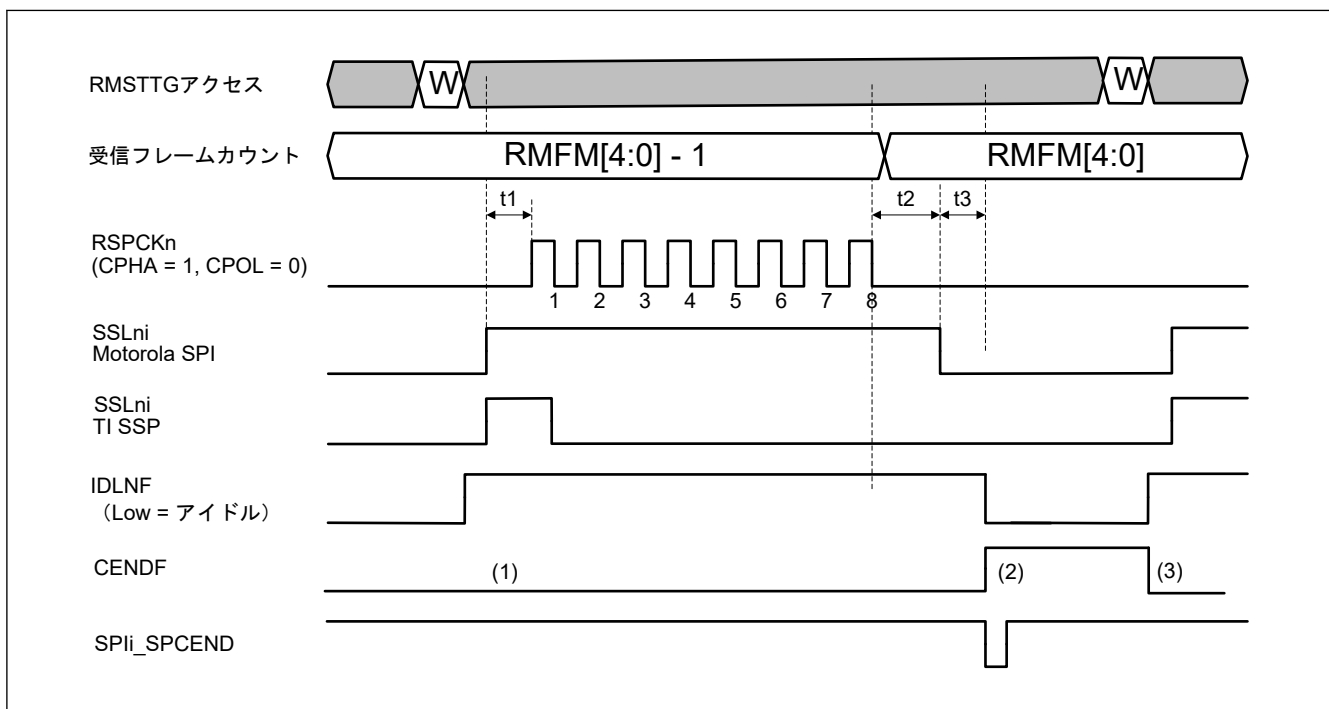 RMSTTGアクセス
W
W
受信フレームカウント
RMFM[4:0] - 1
RMFM[4:0]
t1
t2
t3
RSPCKn
(CPHA = 1, CPOL = 0)
1 2 3 4 5 6 7 8
SSLni
Motorola SPI
SSLni
TI SSP
IDLNF
（Low = アイドル）
CENDF
(1)
(2)
(3)
SPIi_SPCEND